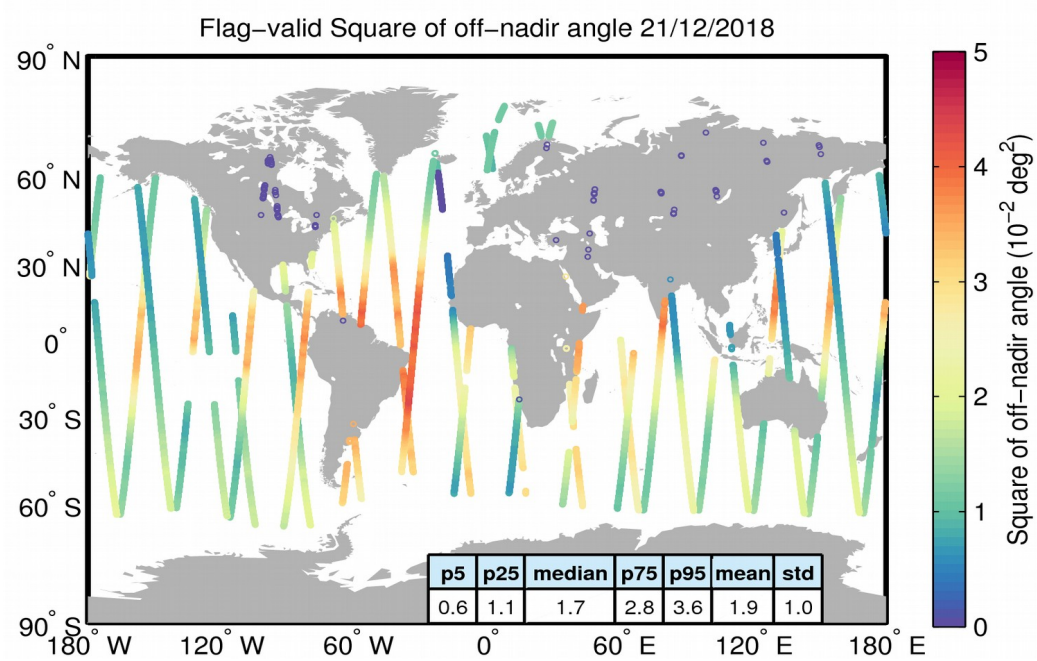 Flag−valid Square of off−nadir angle 21/12/2018
90° N
60° N
30° N
0°
30° S
60° S
90° S
180° W
120° W
60° W
0°
60° E
120° E
180° E
p5 p25 median p75 p95 mean std
0.6 1.1 1.7 2.8 3.6 1.9 1.0
5
4
3
2
1
0
Square of off−nadir angle (10⁻² deg²)